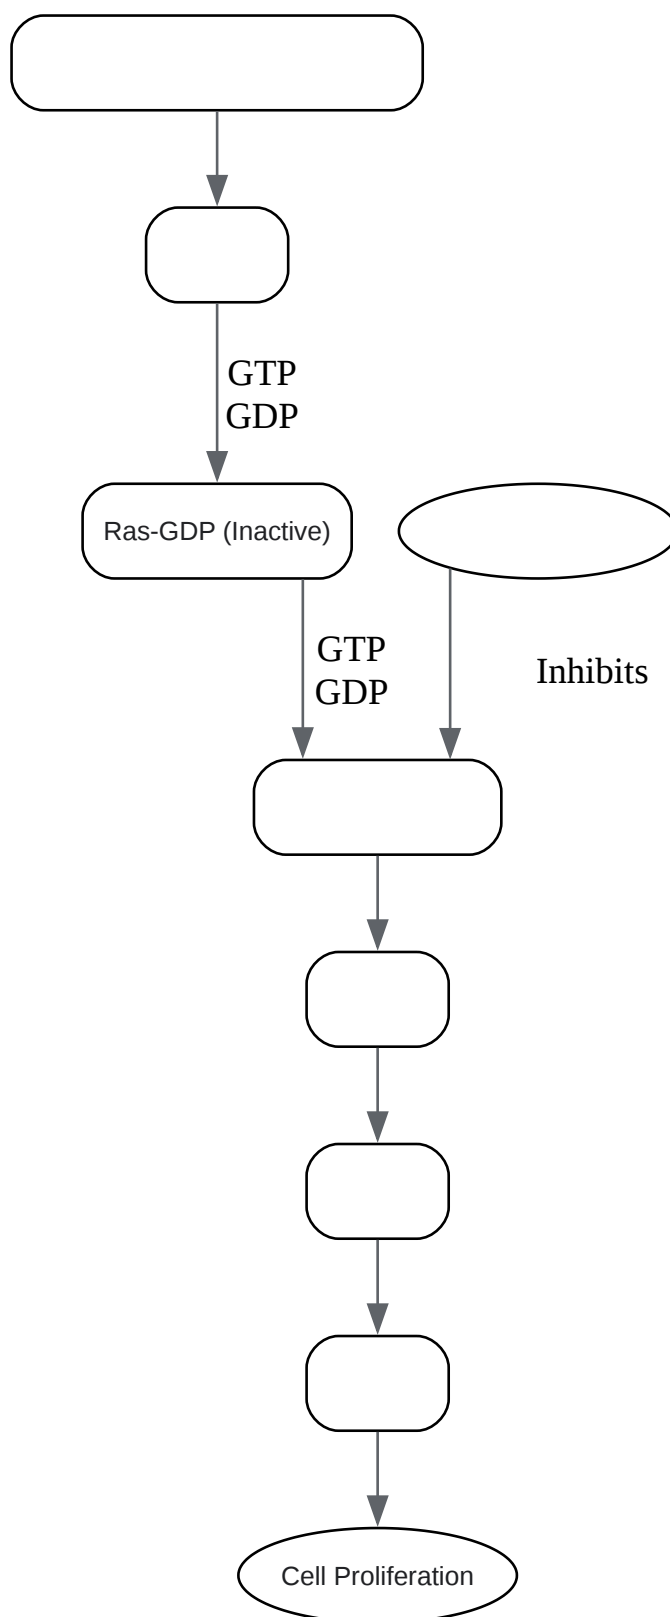 GTP
GDP
Ras-GDP (Inactive)
GTP
GDP
Inhibits
Cell Proliferation